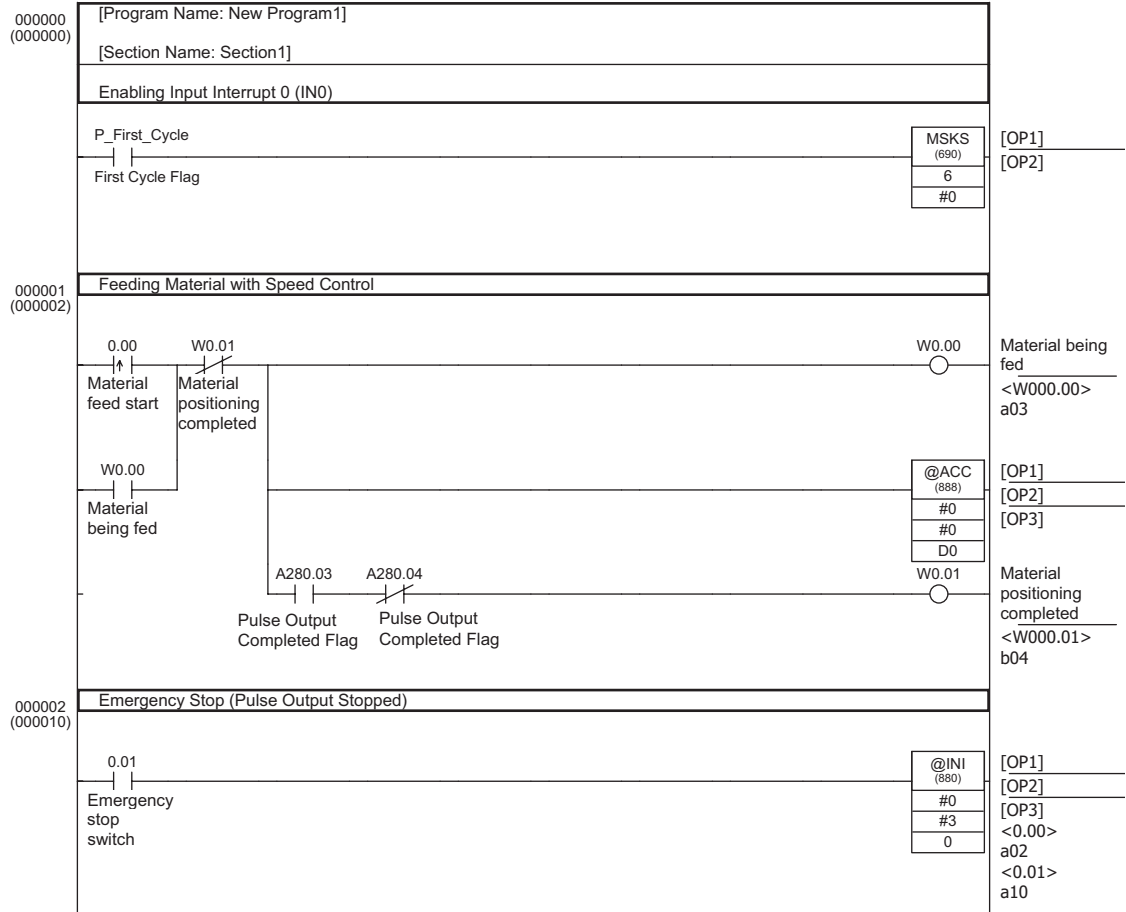 000000
(000000)
[Program Name: New Program1]
[Section Name: Section1]
Enabling Input Interrupt 0 (IN0)
P_First_Cycle
First Cycle Flag
MSKS
(690)
6
#0
[OP1]
[OP2]
000001
(000002)
Feeding Material with Speed Control
0.00
Material
feed start
W0.01
Material
positioning
completed
W0.00
Material being
fed
<W000.00>
a03
W0.00
Material
being fed
@ACC
(888)
#0
#0
D0
[OP1]
[OP2]
[OP3]
A280.03
Pulse Output
Completed Flag
A280.04
Pulse Output
Completed Flag
W0.01
Material
positioning
completed
<W000.01>
b04
000002
(000010)
Emergency Stop (Pulse Output Stopped)
0.01
Emergency
stop
switch
@INI
(880)
#0
#3
0
[OP1]
[OP2]
[OP3]
<0.00>
a02
<0.01>
a10